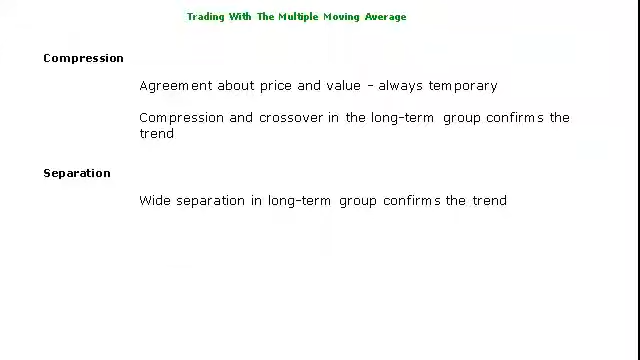 Trading With The Multiple Moving Average
Compression
Agreement about price and value - always temporary
Compression and crossover in the long-term group confirms the
trend
Separation
Wide separation in long-term group confirms the trend